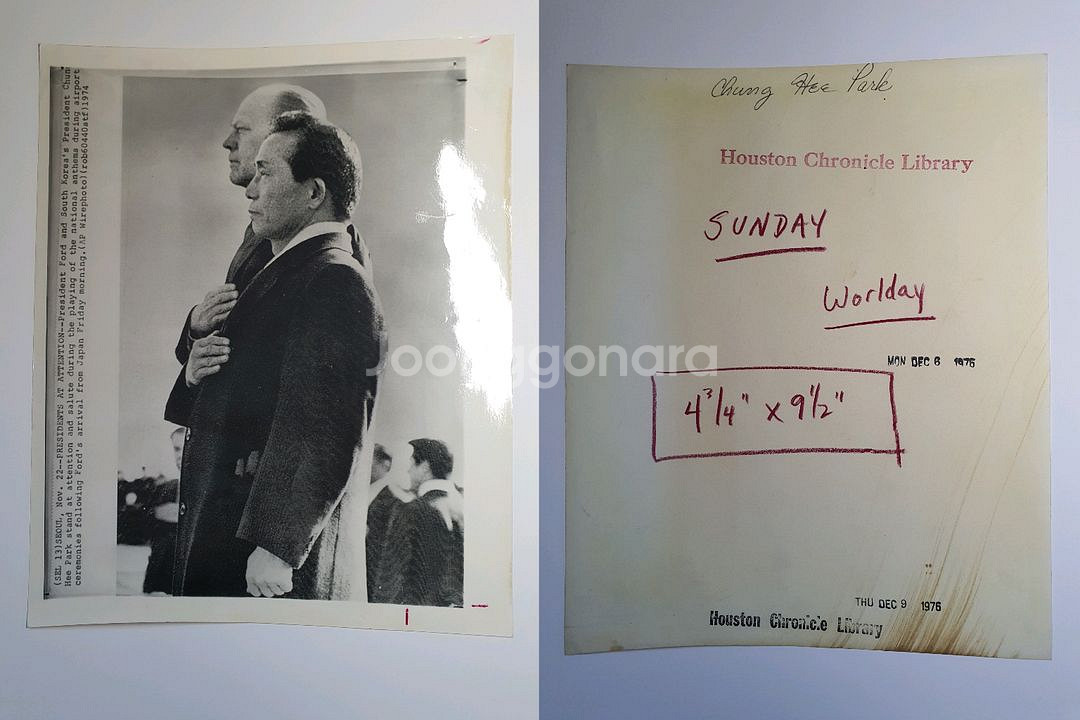 (SEL 13)SEOUL, Nov. 22--PRESIDENTS AT ATTENTION--President Ford and South Korea's President Chung
Hee Park stand at attention and salute during the playing of the national anthems during airport
ceremonies following Ford's arrival from Japan Friday morning.(AP Wirephoto)(rob60440stf)1974
Joonggonara
Chung Hee Park
Houston Chronicle Library
SUNDAY
Worlday
MON DEC 6 1976
4 3/4" x 9 1/2"
THU DEC 9 1976
Houston Chronicle Library